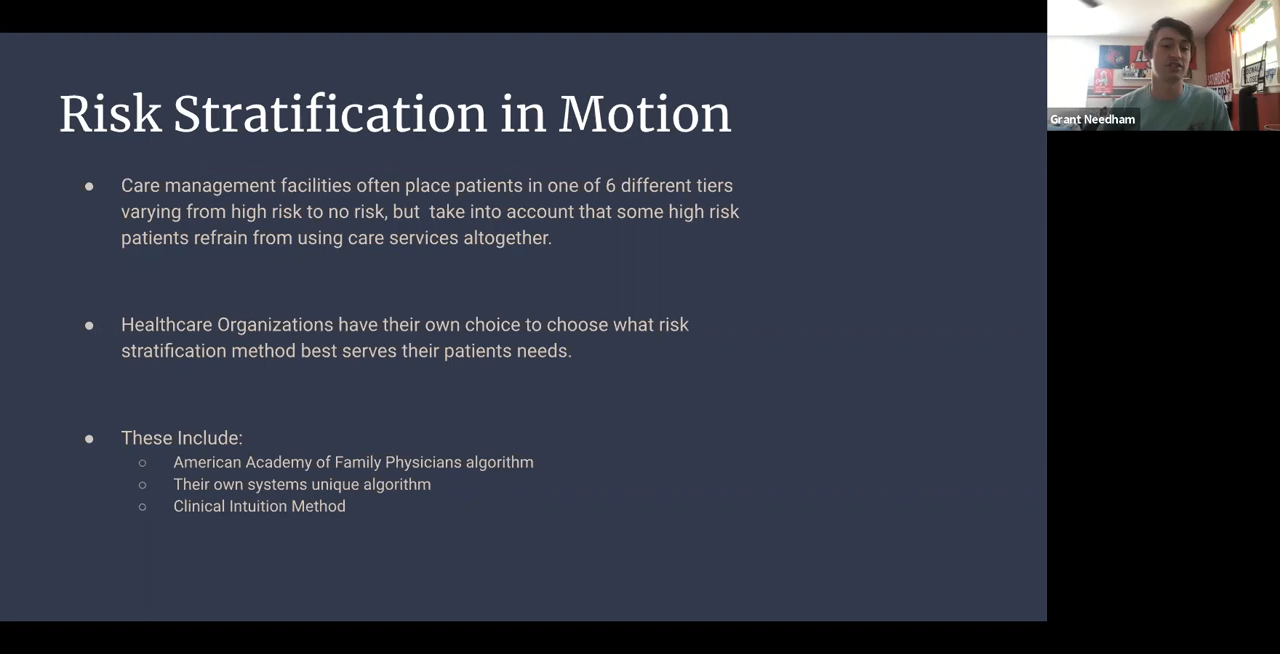 Risk Stratification in Motion
● Care management facilities often place patients in one of 6 different tiers
varying from high risk to no risk, but  take into account that some high risk
patients refrain from using care services altogether.
● Healthcare Organizations have their own choice to choose what risk
stratification method best serves their patients needs.
● These Include:
○ American Academy of Family Physicians algorithm
○ Their own systems unique algorithm
○ Clinical Intuition Method
Grant Needham